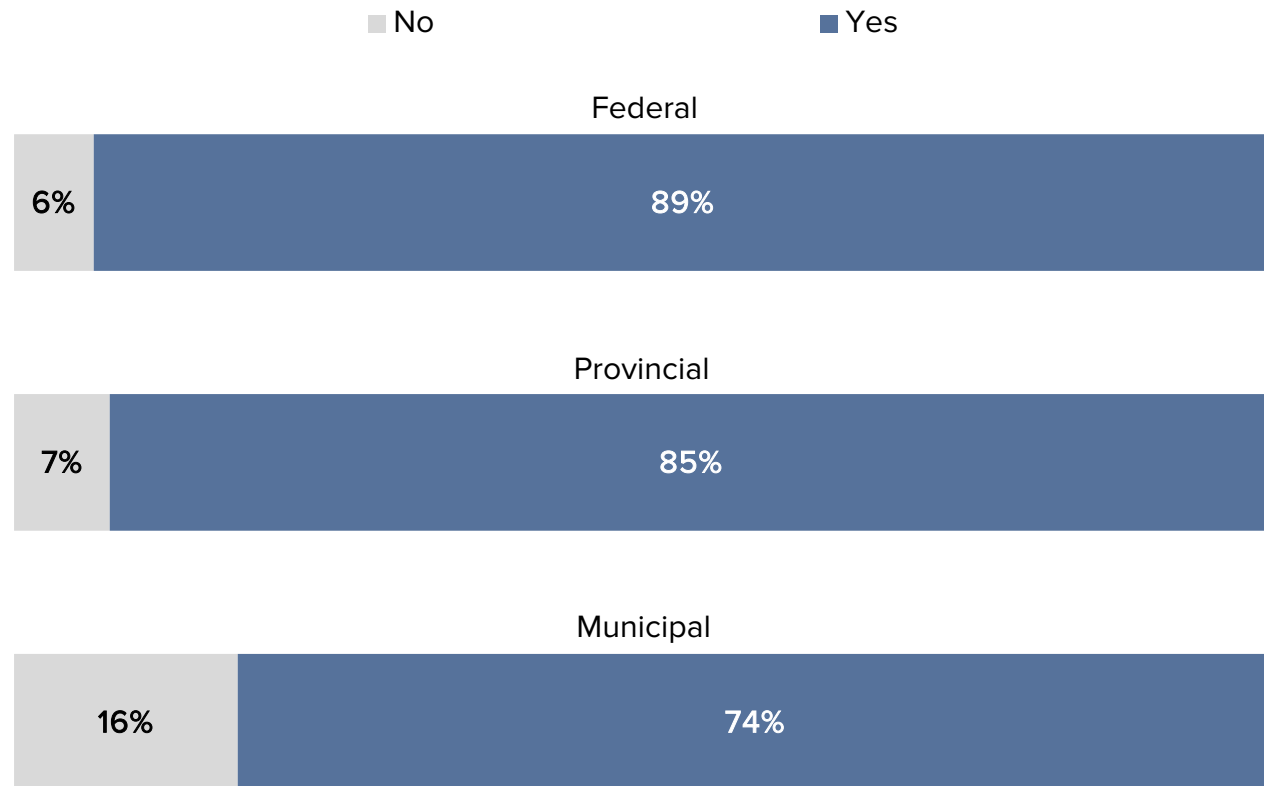 No Yes
Federal
6% 89%
Provincial
7% 85%
Municipal
16% 74%